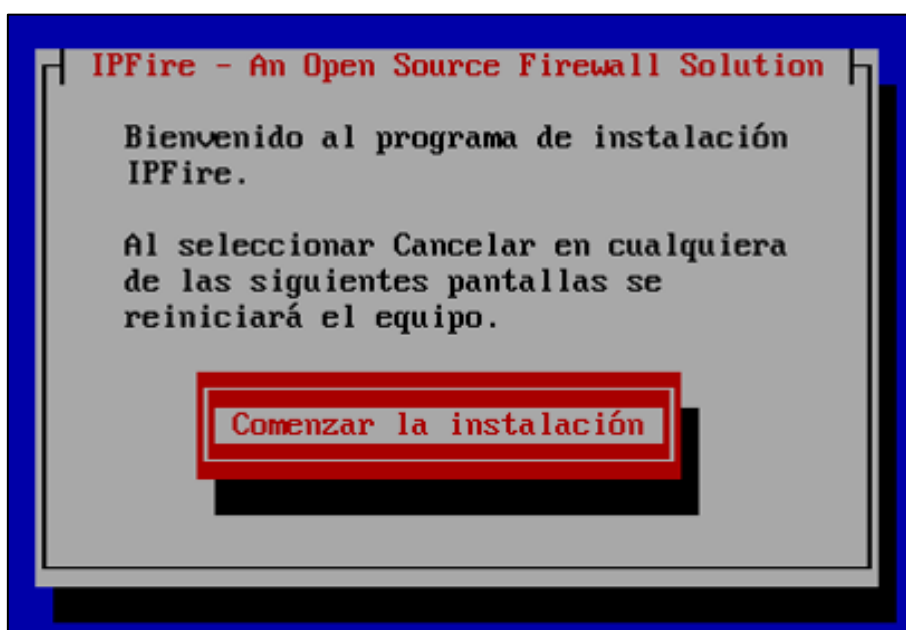 IPFire - An Open Source Firewall Solution
Bienvenido al programa de instalación
IPFire.
Al seleccionar Cancelar en cualquiera
de las siguientes pantallas se
reiniciará el equipo.
Comenzar la instalación